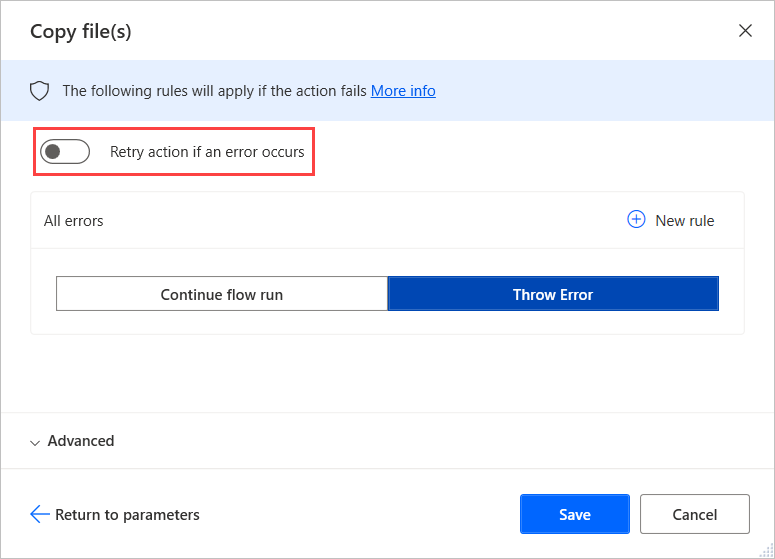 Copy file(s)
The following rules will apply if the action fails More info
Retry action if an error occurs
All errors
New rule
Continue flow run
Throw Error
Advanced
Return to parameters
Save
Cancel